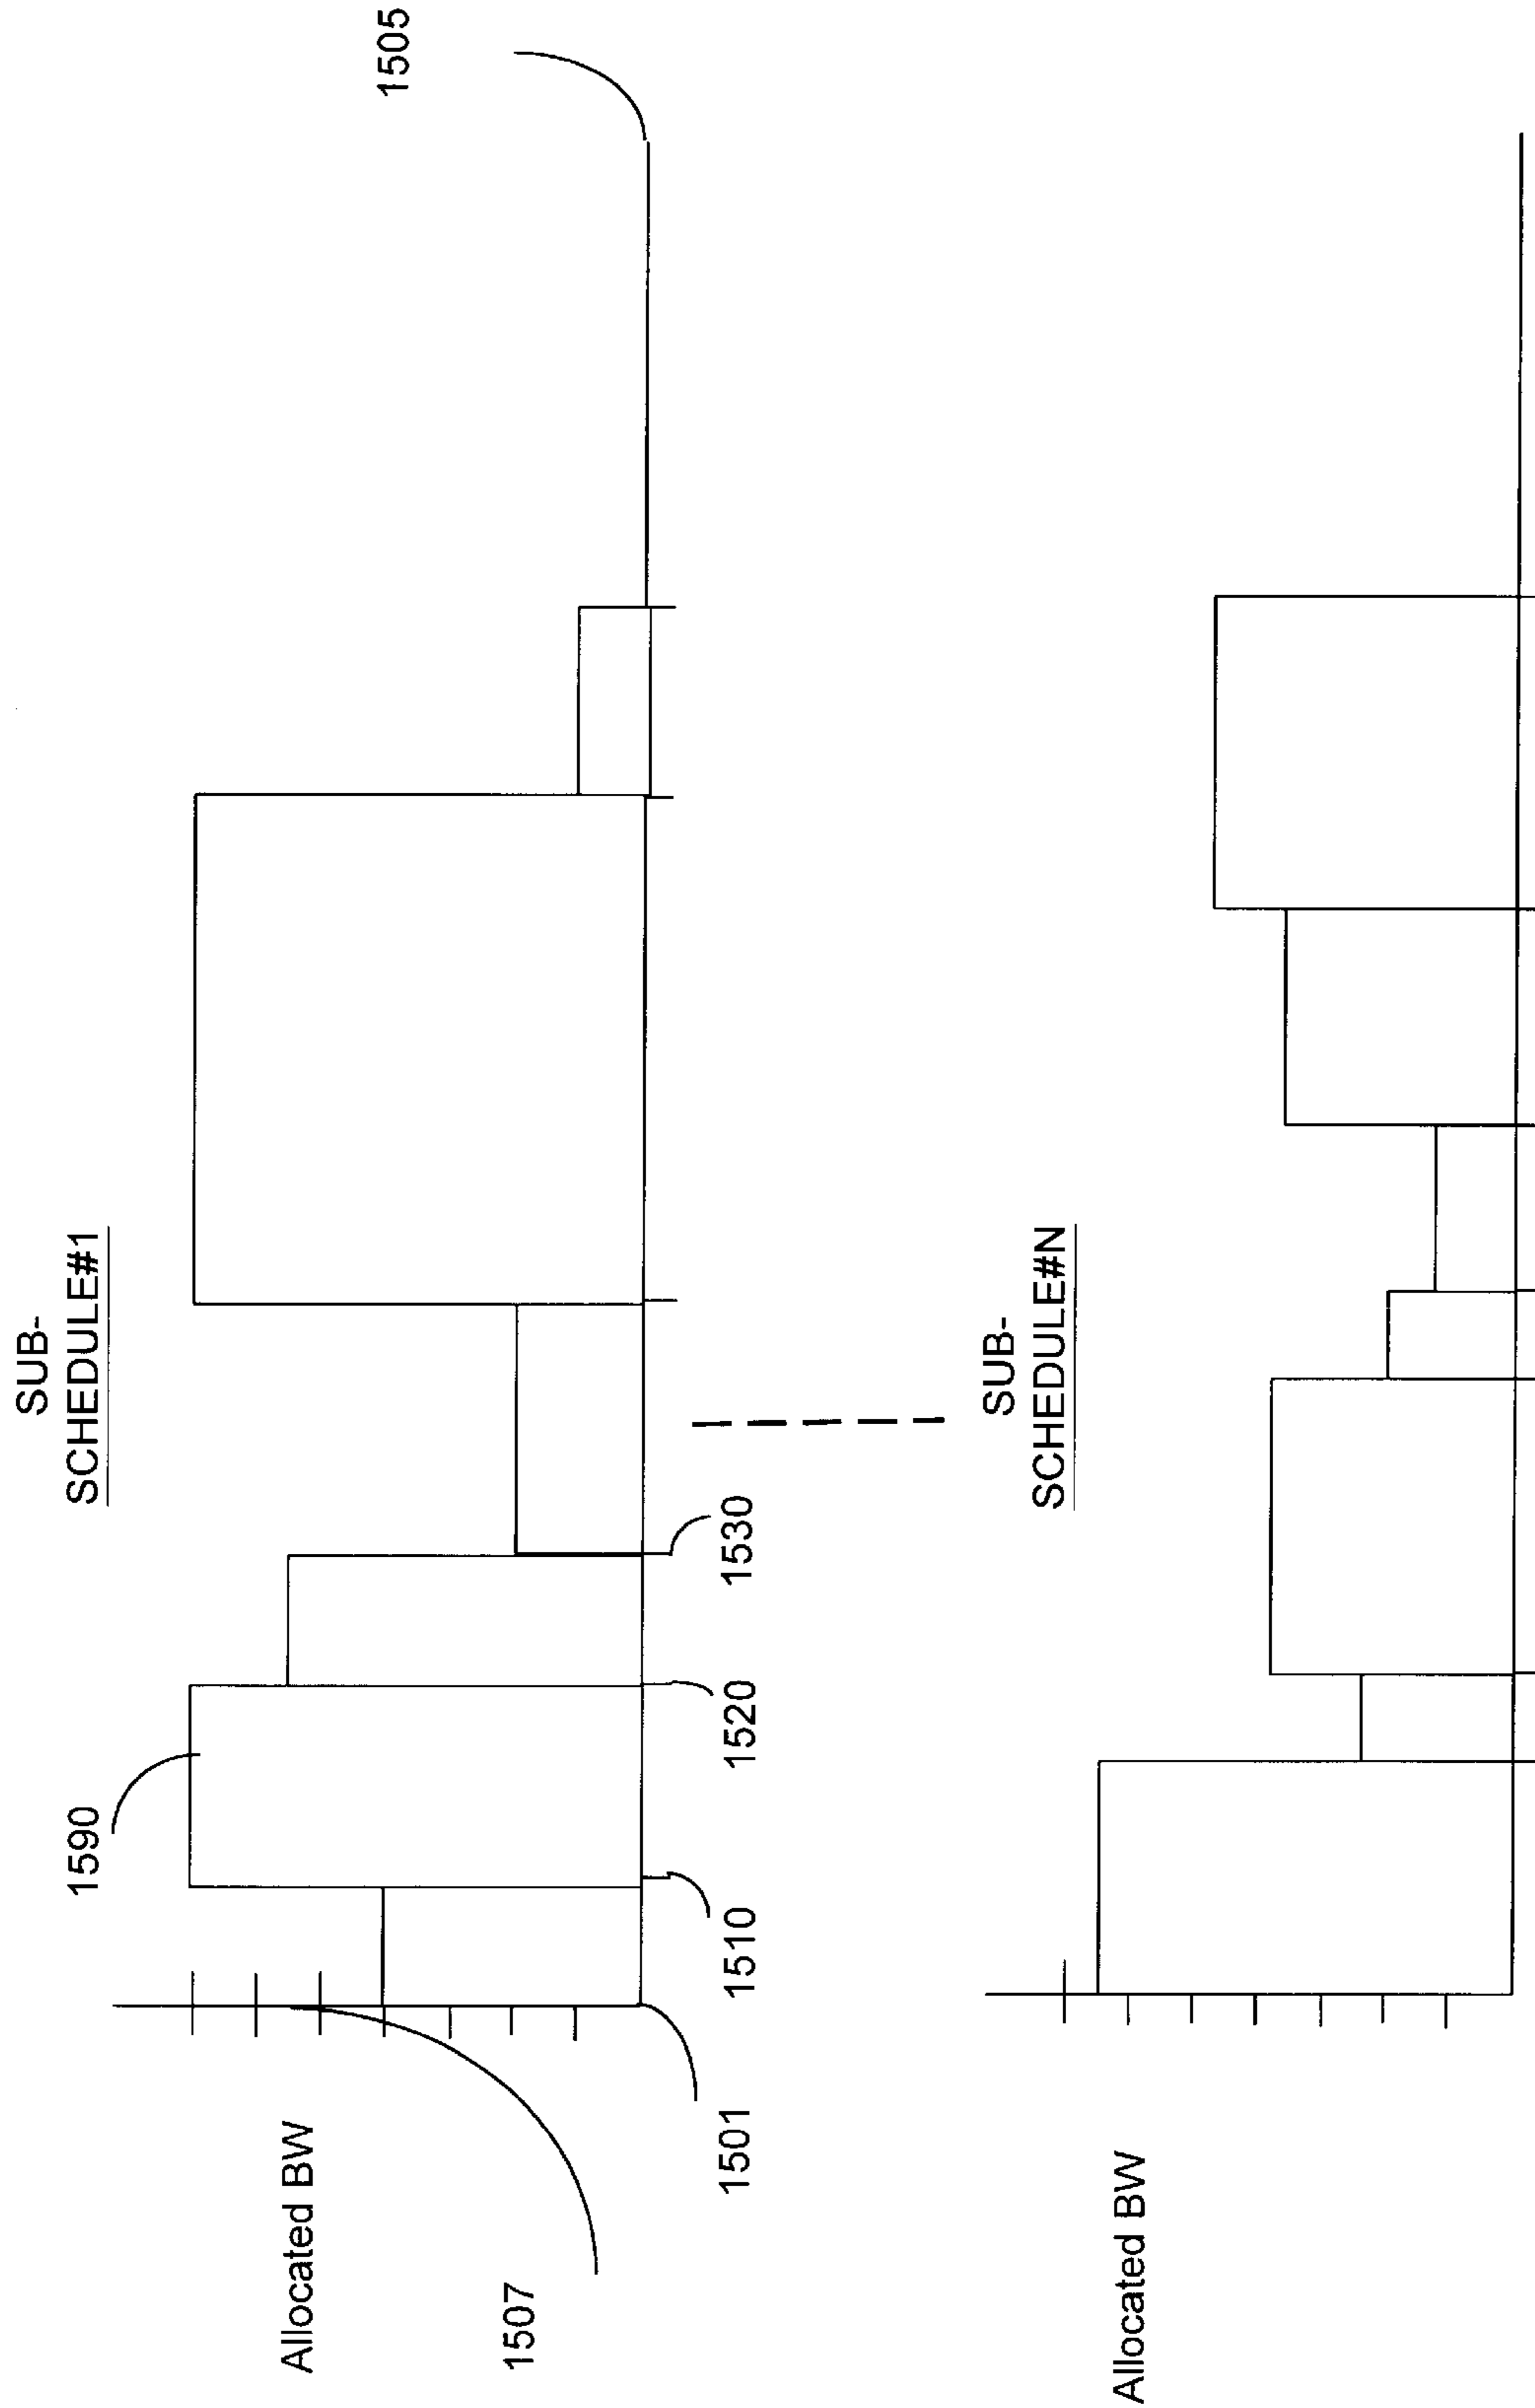 SUB-
SCHEDULE#1
1590
Allocated BW
1507
1505
1501
1510
1520
1530
SUB-
SCHEDULE#N
Allocated BW